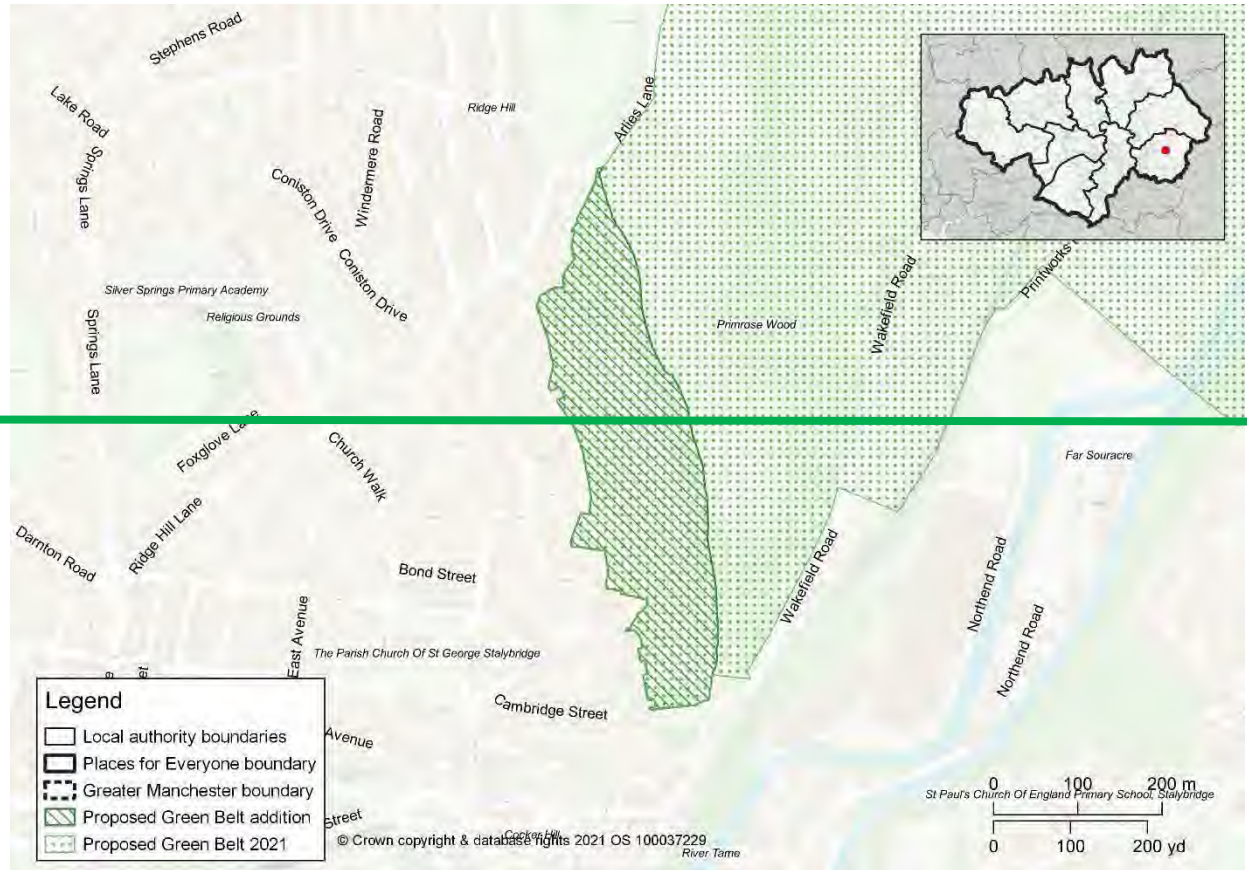 Stephens Road
Lake Road
Springs Lane
Windermere Road
Ridge Hill
Arlies Lane
Coniston Drive
Coniston Drive
Silver Springs Primary Academy
Religious Grounds
Springs Lane
Primrose Wood
Wakefield Road
Printworks
Foxglove Lane
Church Walk
Far Souracre
Darnton Road
Ridge Hill Lane
Bond Street
Wakefield Road
Northend Road
Northend Road
East Avenue
The Parish Church Of St George Stalybridge
Cambridge Street
Avenue
Street
Cocker Hill
River Tame
St Paul's Church Of England Primary School, Stalybridge
Legend
Local authority boundaries
Places for Everyone boundary
Greater Manchester boundary
Proposed Green Belt addition
Proposed Green Belt 2021
© Crown copyright & database rights 2021 OS 100037229
0 100 200 m
0 100 200 yd